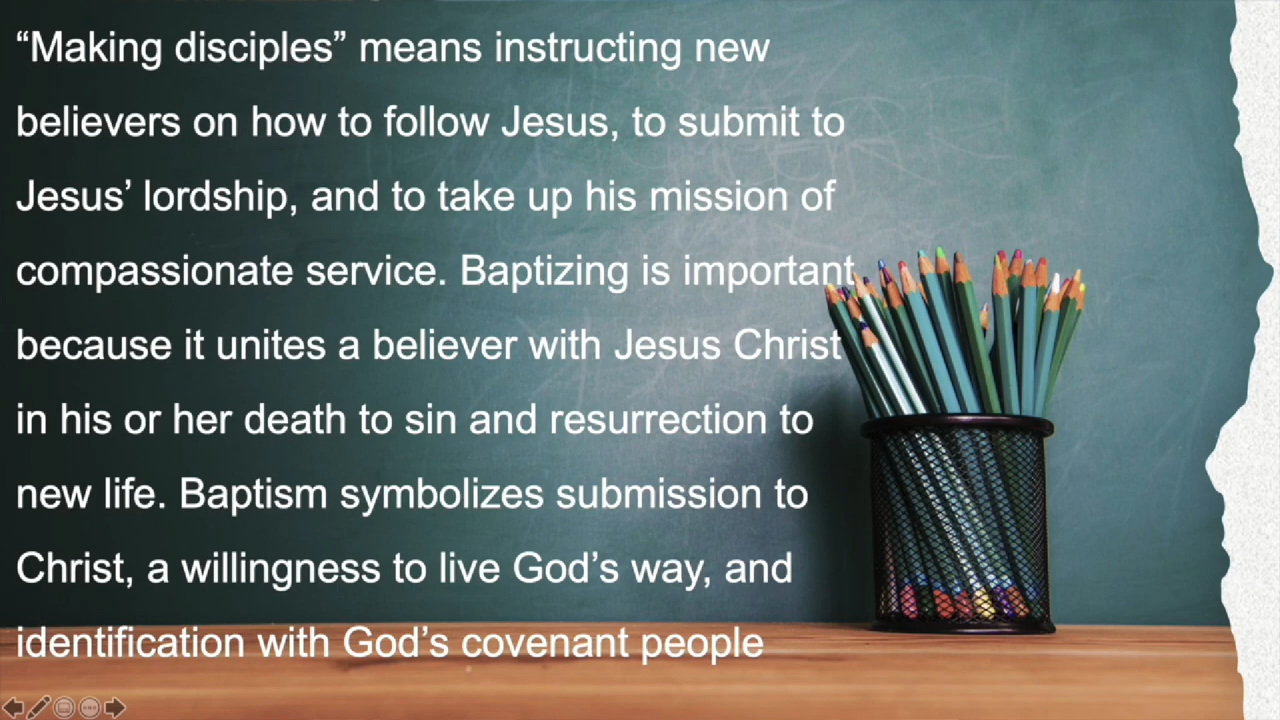 “Making disciples” means instructing new
believers on how to follow Jesus, to submit to
Jesus’ lordship, and to take up his mission of
compassionate service. Baptizing is important
because it unites a believer with Jesus Christ
in his or her death to sin and resurrection to
new life. Baptism symbolizes submission to
Christ, a willingness to live God’s way, and
identification with God’s covenant people